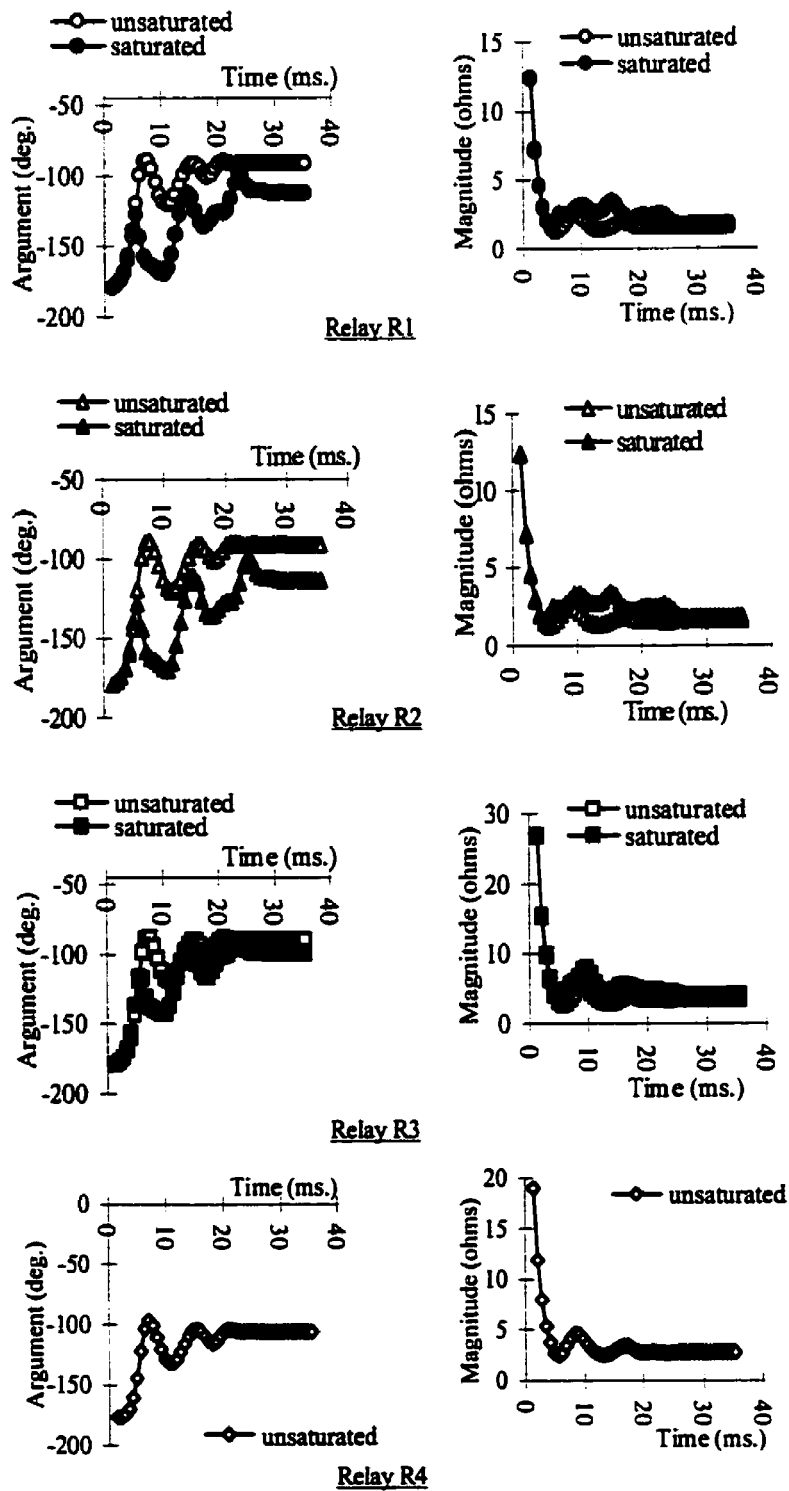 unsaturated
saturated
Time (ms.)
-50
-100
-150
-200
0
10
20
30
40
Argument (deg.)
unsaturated
saturated
15
10
5
0
0
10
20
30
40
Magnitude (ohms)
Time (ms.)
Relay R1
unsaturated
saturated
Time (ms.)
-50
-100
-150
-200
0
10
20
30
40
Argument (deg.)
unsaturated
saturated
15
10
5
0
0
10
20
30
40
Magnitude (ohms)
Time (ms.)
Relay R2
unsaturated
saturated
Time (ms.)
-50
-100
-150
-200
0
10
20
30
40
Argument (deg.)
unsaturated
saturated
30
20
10
0
0
10
20
30
40
Magnitude (ohms)
Time (ms.)
Relay R3
Time (ms.)
0
-50
-100
-150
-200
0
10
20
30
40
Argument (deg.)
unsaturated
unsaturated
20
15
10
5
0
0
10
20
30
40
Magnitude (ohms)
Time (ms.)
Relay R4